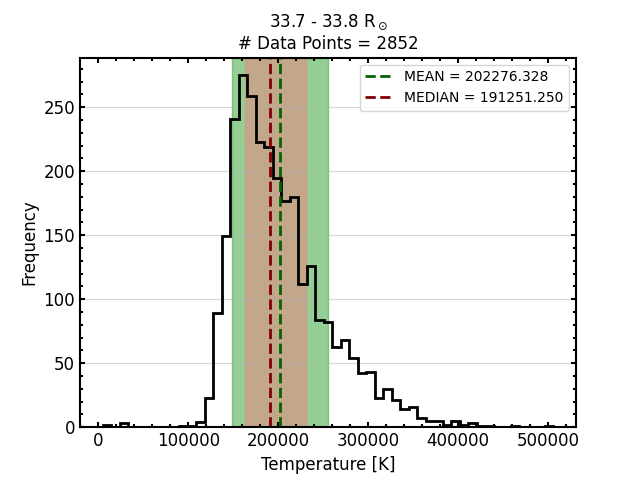 33.7 - 33.8 R⊙
# Data Points = 2852
MEAN = 202276.328
MEDIAN = 191251.250
Frequency
250
200
150
100
50
0
0 100000 200000 300000 400000 500000
Temperature [K]